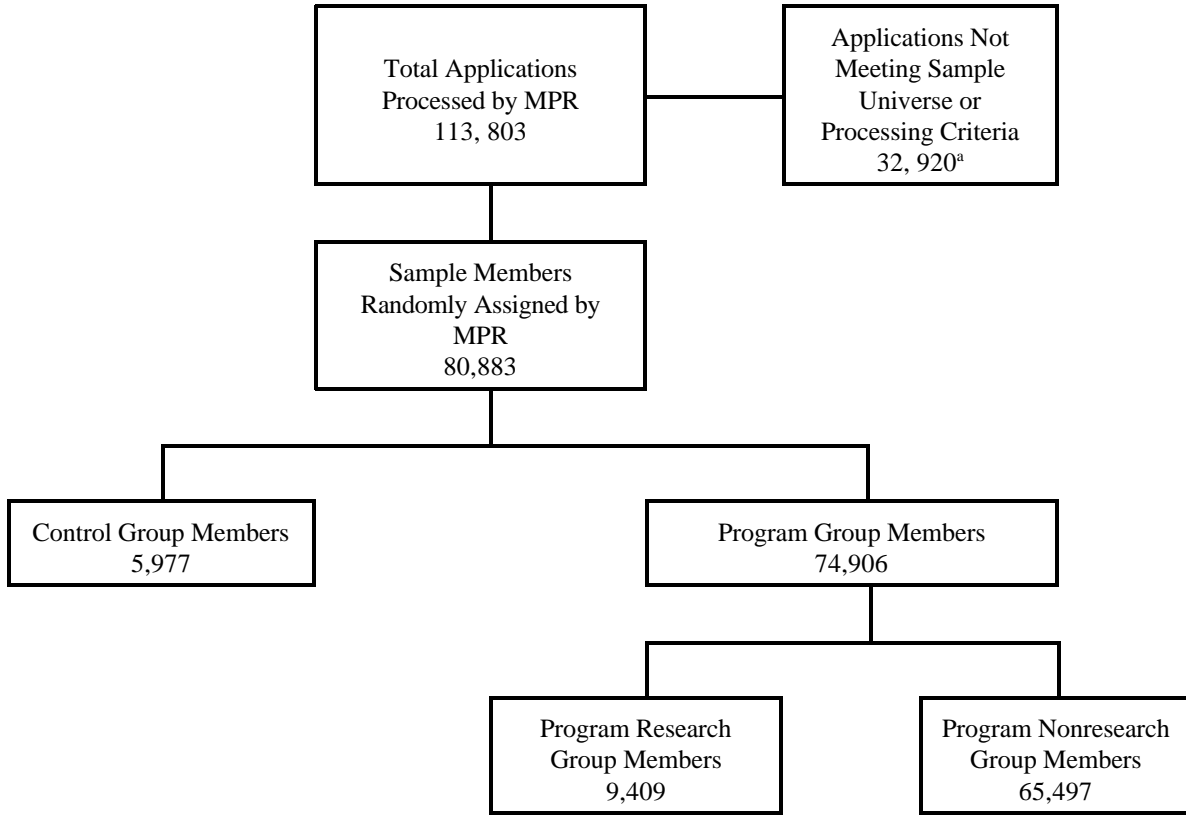 Total Applications
Processed by MPR
113, 803
Applications Not
Meeting Sample
Universe or
Processing Criteria
32, 920ª
Sample Members
Randomly Assigned by
MPR
80,883
Control Group Members
5,977
Program Group Members
74,906
Program Research
Group Members
9,409
Program Nonresearch
Group Members
65,497